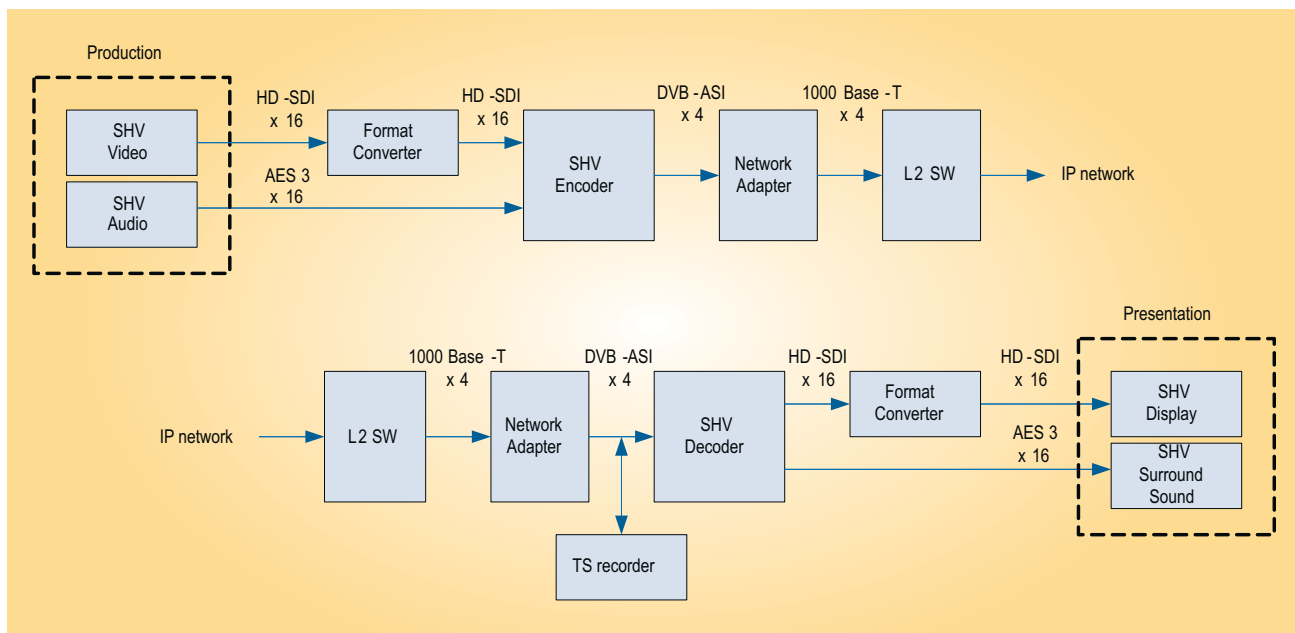 Production
HD -SDI
x 16
HD -SDI
x 16
DVB - ASI
x 4
1000 Base - T
x 4
SHV
Video
Format
Converter
SHV
Encoder
Network
Adapter
L2 SW
IP network
AES 3
x 16
SHV
Audio
Presentation
1000 Base -T
x 4
DVB -ASI
x 4
HD -SDI
x 16
HD -SDI
x 16
IP network
L2 SW
Network
Adapter
SHV
Decoder
Format
Converter
SHV
Display
AES 3
x 16
SHV
Surround
Sound
TS recorder